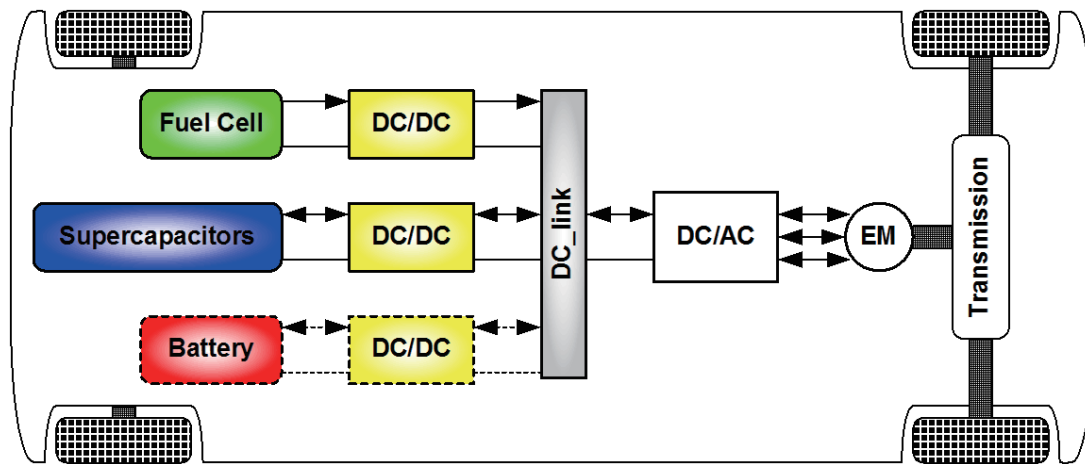 Fuel Cell
DC/DC
Supercapacitors
DC/DC
Battery
DC/DC
DC_link
DC/AC
EM
Transmission